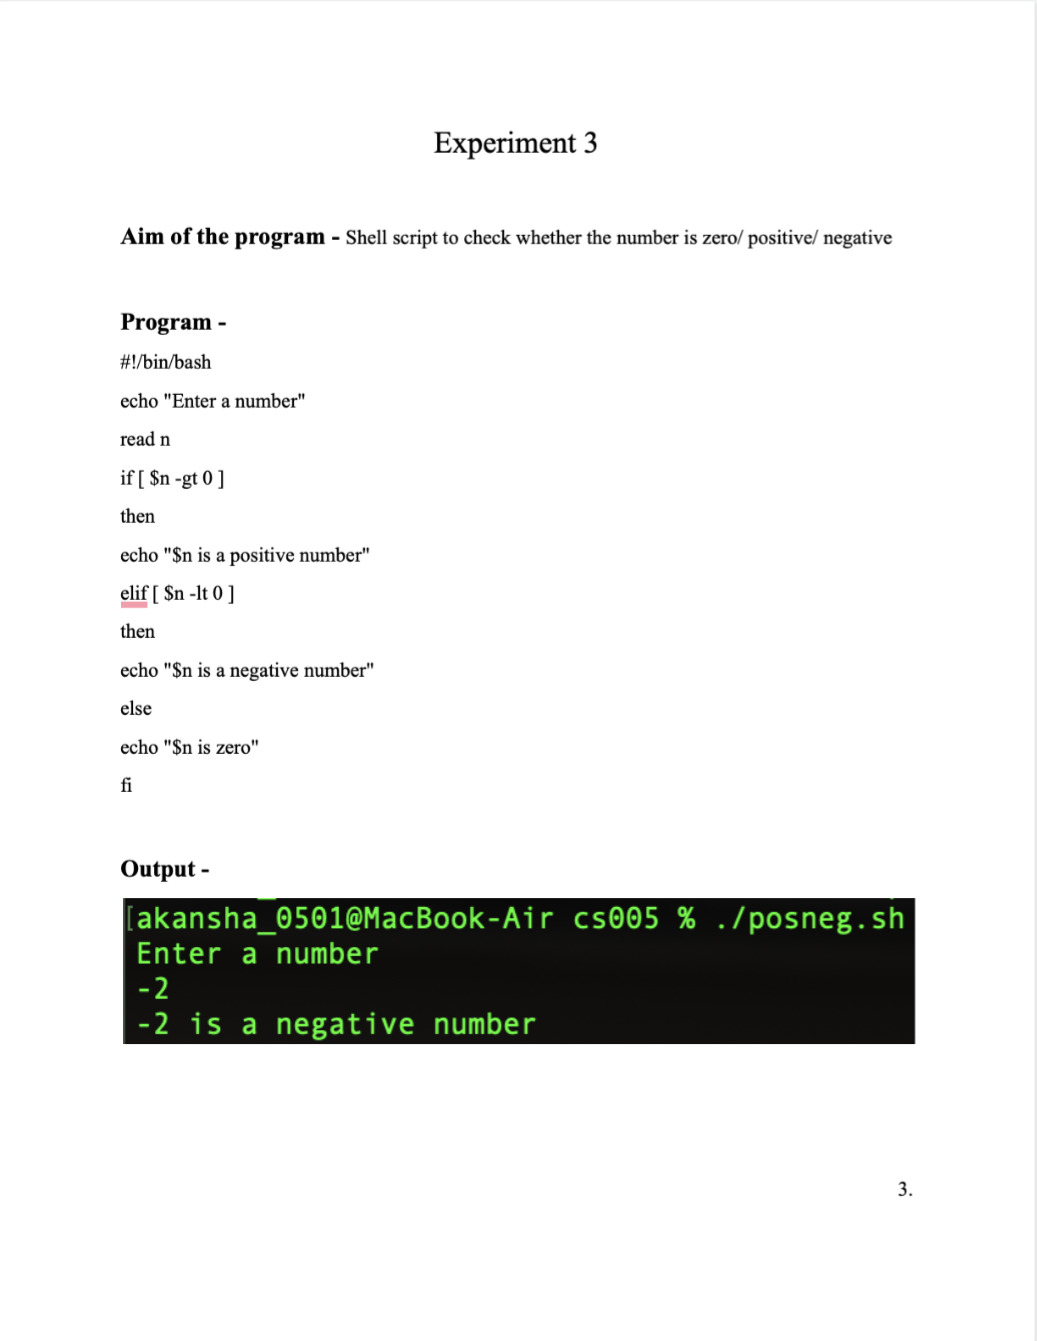 Experiment 3
Aim of the program - Shell script to check whether the number is zero/ positive/ negative
Program -
#!/bin/bash
echo "Enter a number"
read n
if [ $n -gt 0 ]
then
echo "$n is a positive number"
elif [ $n -lt 0 ]
then
echo "$n is a negative number"
else
echo "$n is zero"
fi
Output -
[akansha_0501@MacBook-Air cs005 % ./posneg.sh
Enter a number
-2
-2 is a negative number
3.